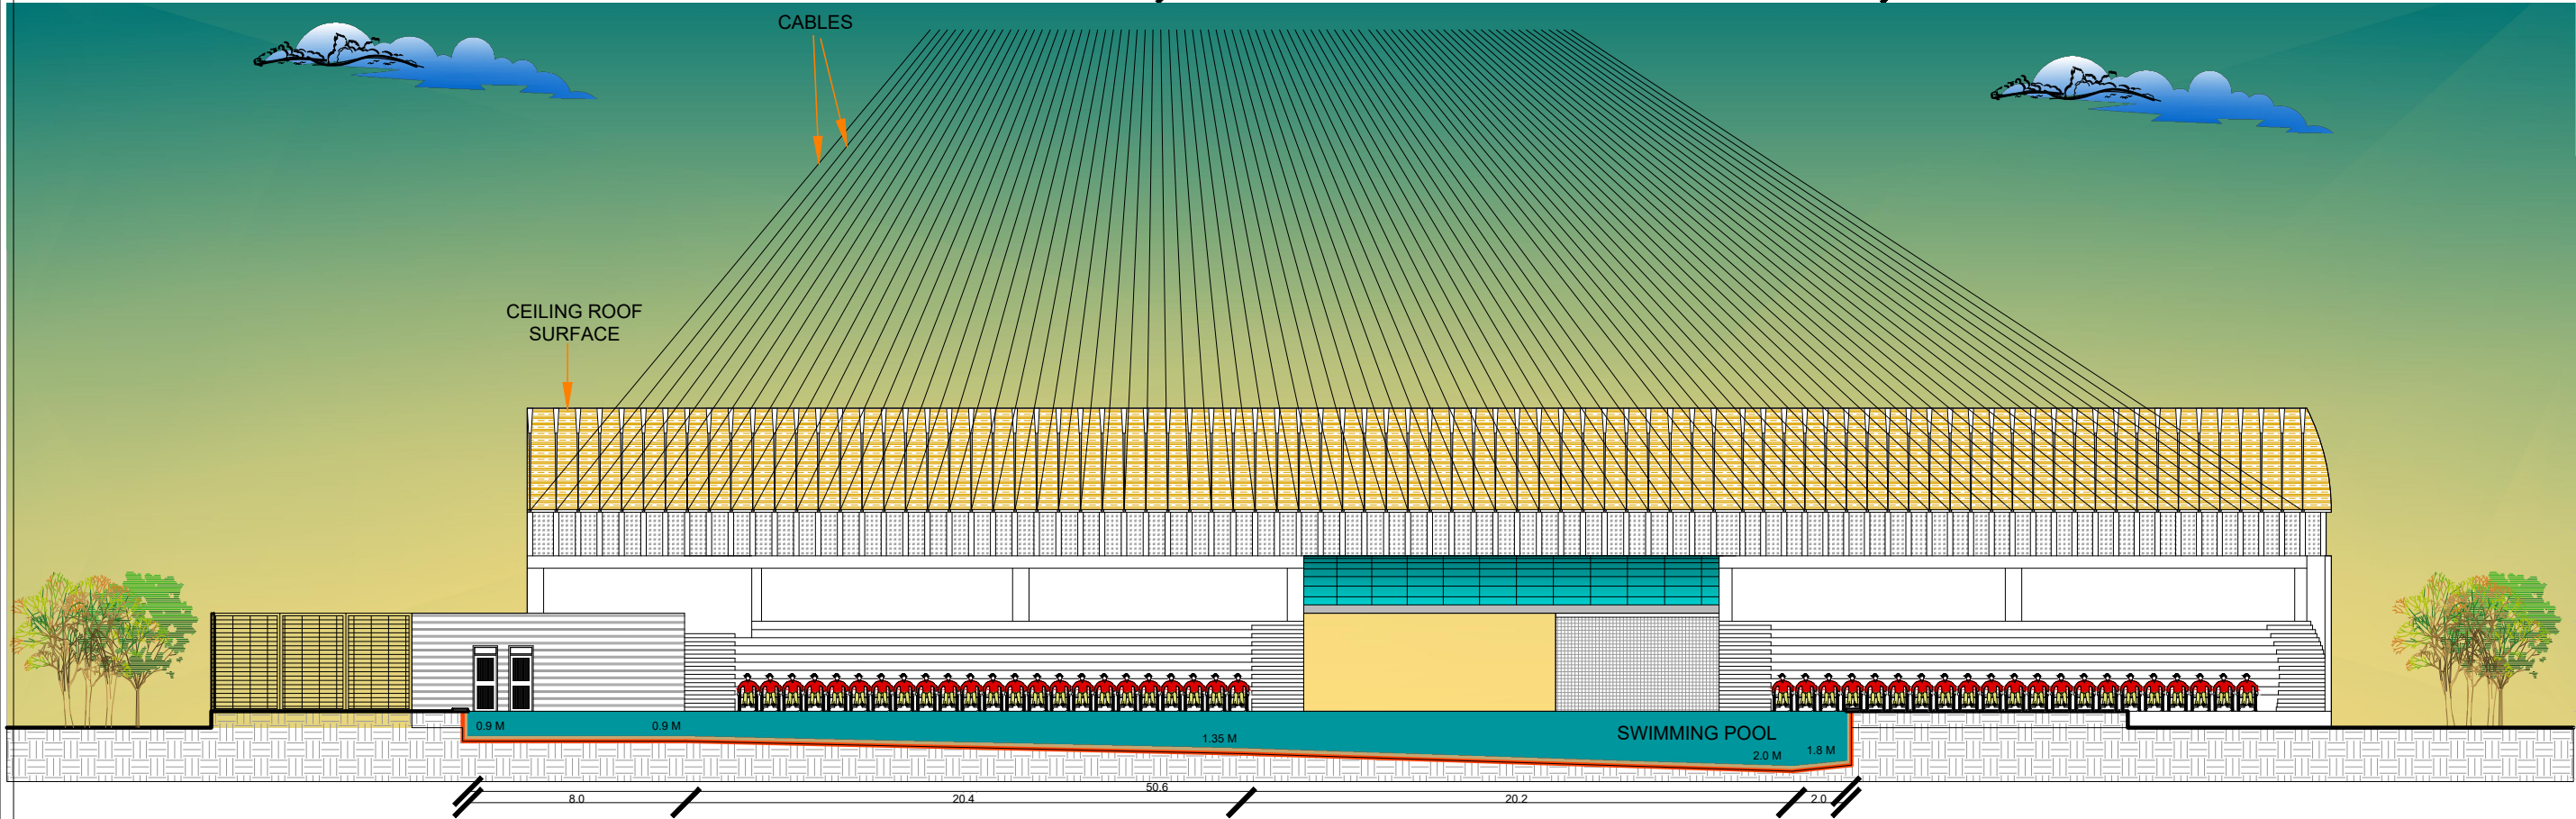 CABLES
CEILING ROOF
SURFACE
0.9 M
0.9 M
1.35 M
SWIMMING POOL
2.0 M
1.8 M
50.6
8.0
20.4
20.2
2.0